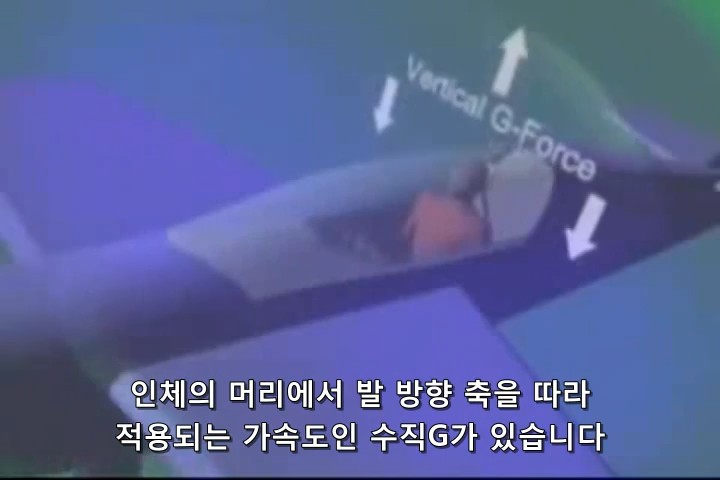 Vertical G-Force
인체의 머리에서 발 방향 축을 따라
적용되는 가속도인 수직G가 있습니다